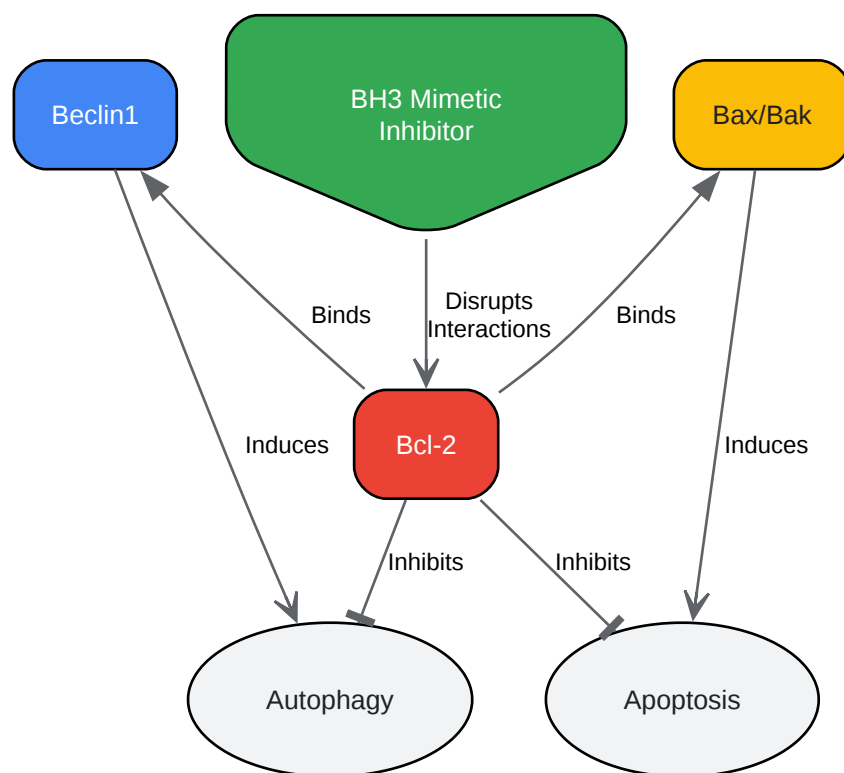 Beclin1
BH3 Mimetic
Inhibitor
Bax/Bak
Binds
Disrupts
Interactions
Binds
Induces
Bcl-2
Induces
Inhibits
Inhibits
Autophagy
Apoptosis